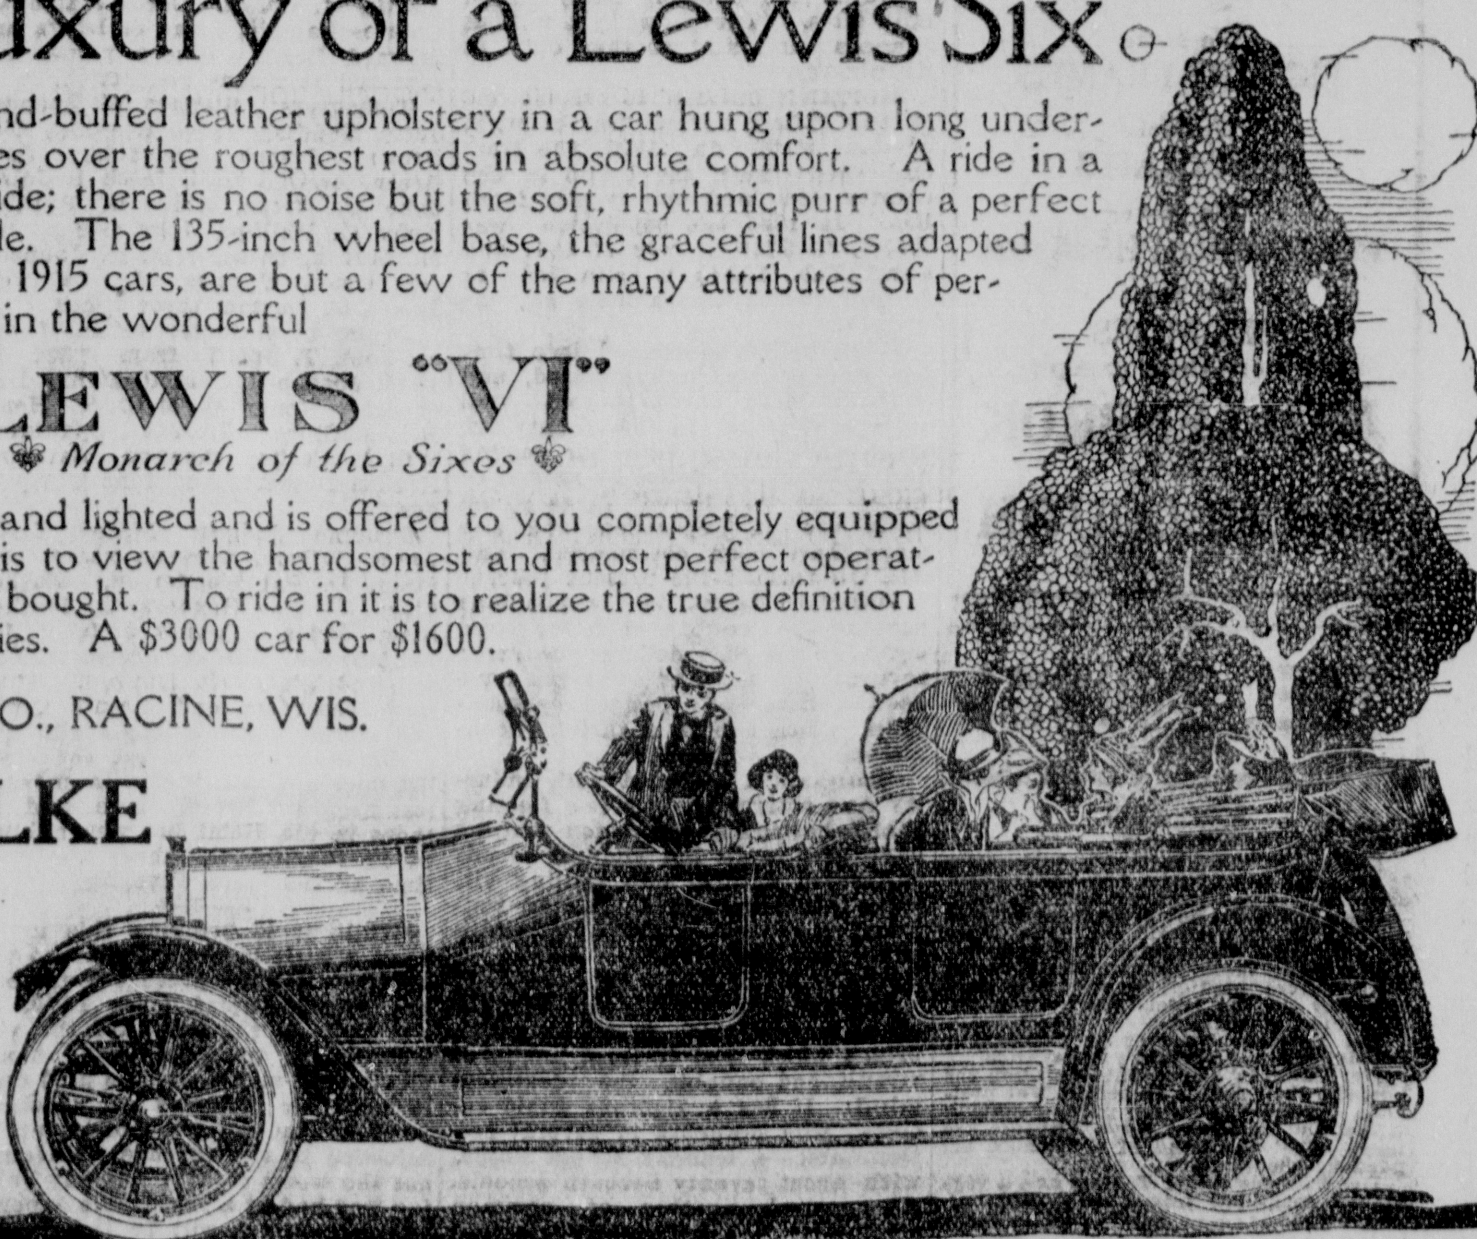 uxury of a Lewis Six
nd-buffed leather upholstery in a car hung upon long under-
es over the roughest roads in absolute comfort. A ride in a
ide; there is no noise but the soft, rhythmic purr of a perfect
le. The 135-inch wheel base, the graceful lines adapted
1915 cars, are but a few of the many attributes of per-
in the wonderful
LEWIS "VI"
Monarch of the Sixes
and lighted and is offered to you completely equipped
is to view the handsomest and most perfect operat-
bought. To ride in it is to realize the true definition
ies. A $3000 car for $1600.
O., RACINE, WIS.
LKE